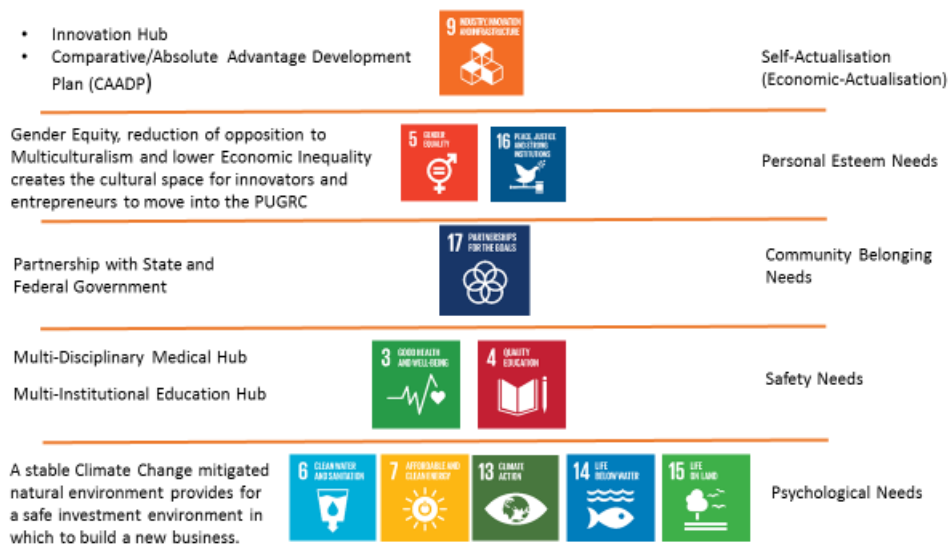 • Innovation Hub
• Comparative/Absolute Advantage Development
Plan (CAADP)
9 INDUSTRY, INNOVATION
AND INFRASTRUCTURE
Self-Actualisation
(Economic-Actualisation)
Gender Equity, reduction of opposition to
Multiculturalism and lower Economic Inequality
creates the cultural space for innovators and
entrepreneurs to move into the PUGRC
5 GENDER
EQUALITY
16 PEACE, JUSTICE
AND STRONG
INSTITUTIONS
Personal Esteem Needs
Partnership with State and
Federal Government
17 PARTNERSHIPS
FOR THE GOALS
Community Belonging
Needs
Multi-Disciplinary Medical Hub
Multi-Institutional Education Hub
3 GOOD HEALTH
AND WELL-BEING
4 QUALITY
EDUCATION
Safety Needs
A stable Climate Change mitigated
natural environment provides for
a safe investment environment in
which to build a new business.
6 CLEAN WATER
AND SANITATION
7 AFFORDABLE AND
CLEAN ENERGY
13 CLIMATE
ACTION
14 LIFE
BELOW WATER
15 LIFE
ON LAND
Psychological Needs